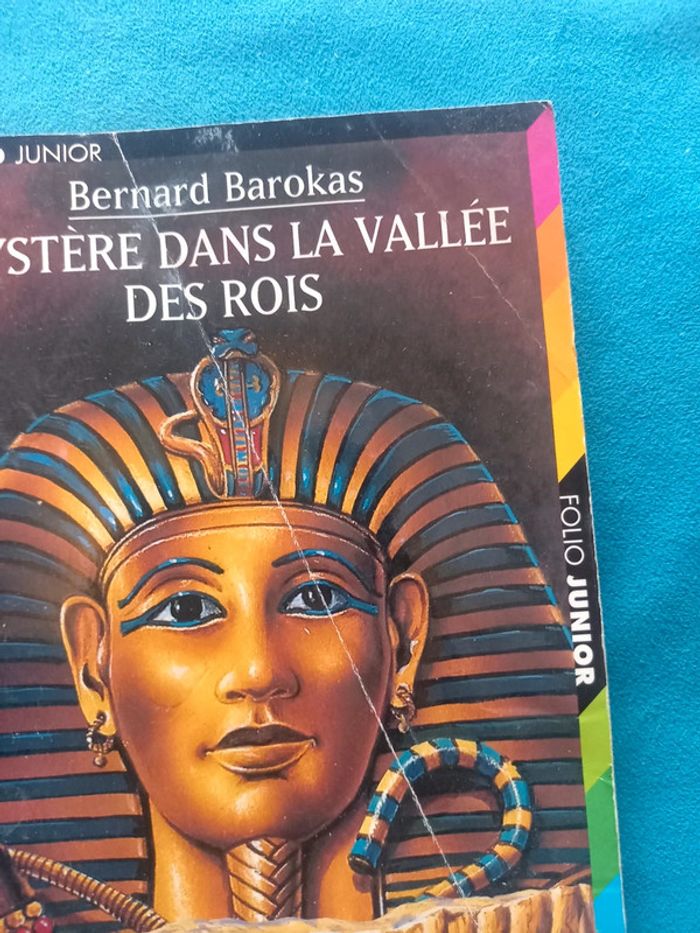 JUNIOR
Bernard Barokas
YSTÈRE DANS LA VALLÉE
DES ROIS
FOLIO JUNIOR